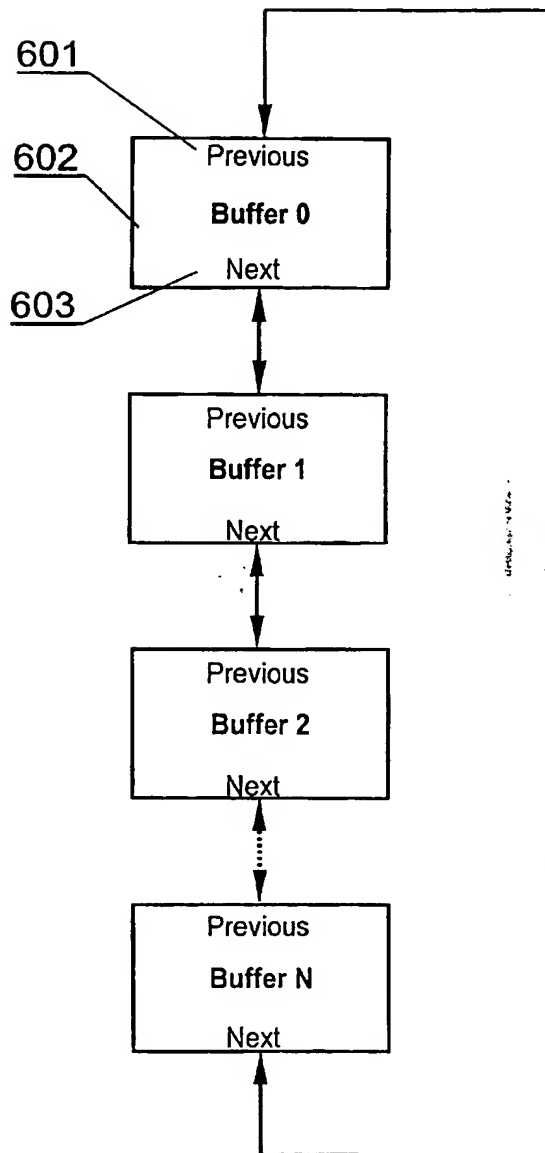 601
Previous
602
Buffer 0
Next
603
Previous
Buffer 1
Next
Previous
Buffer 2
Next
Previous
Buffer N
Next